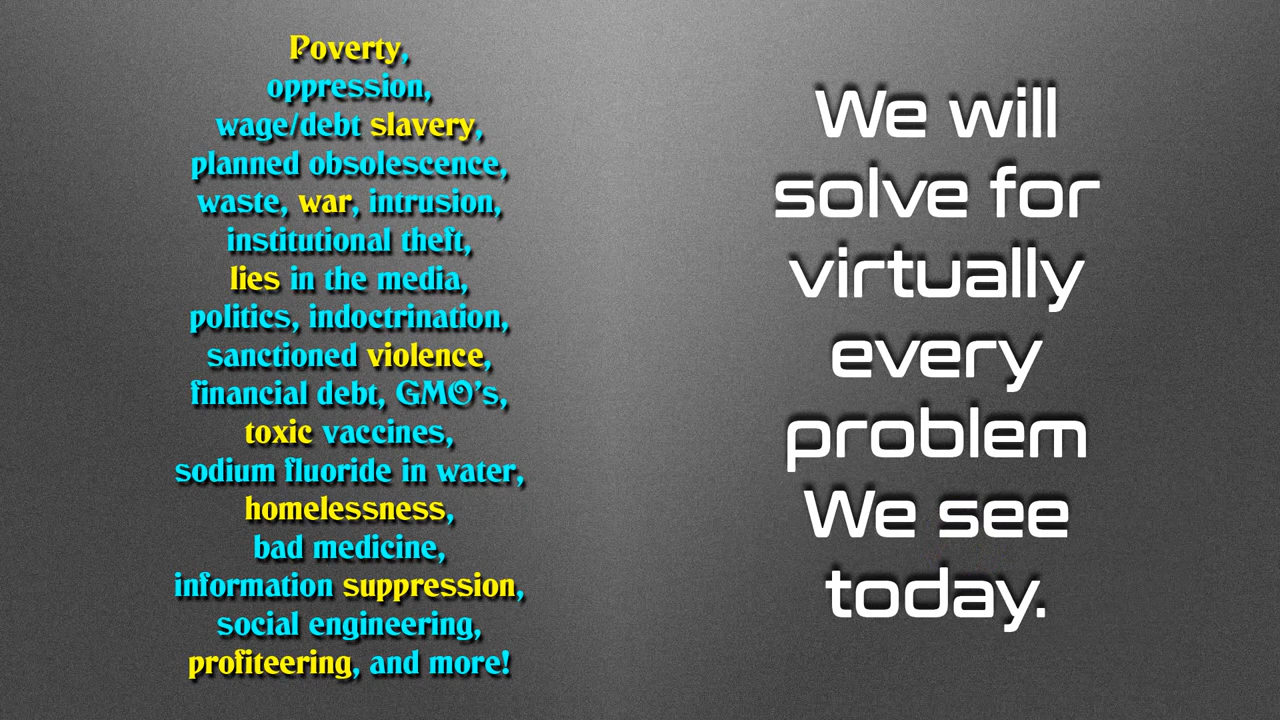 Poverty,
oppression,
wage/debt slavery,
planned obsolescence,
waste, war, intrusion,
institutional theft,
lies in the media,
politics, indoctrination,
sanctioned violence,
financial debt, GMO's,
toxic vaccines,
sodium fluoride in water,
homelessness,
bad medicine,
information suppression,
social engineering,
profiteering, and more!
We will
solve for
virtually
every
problem
We see
today.